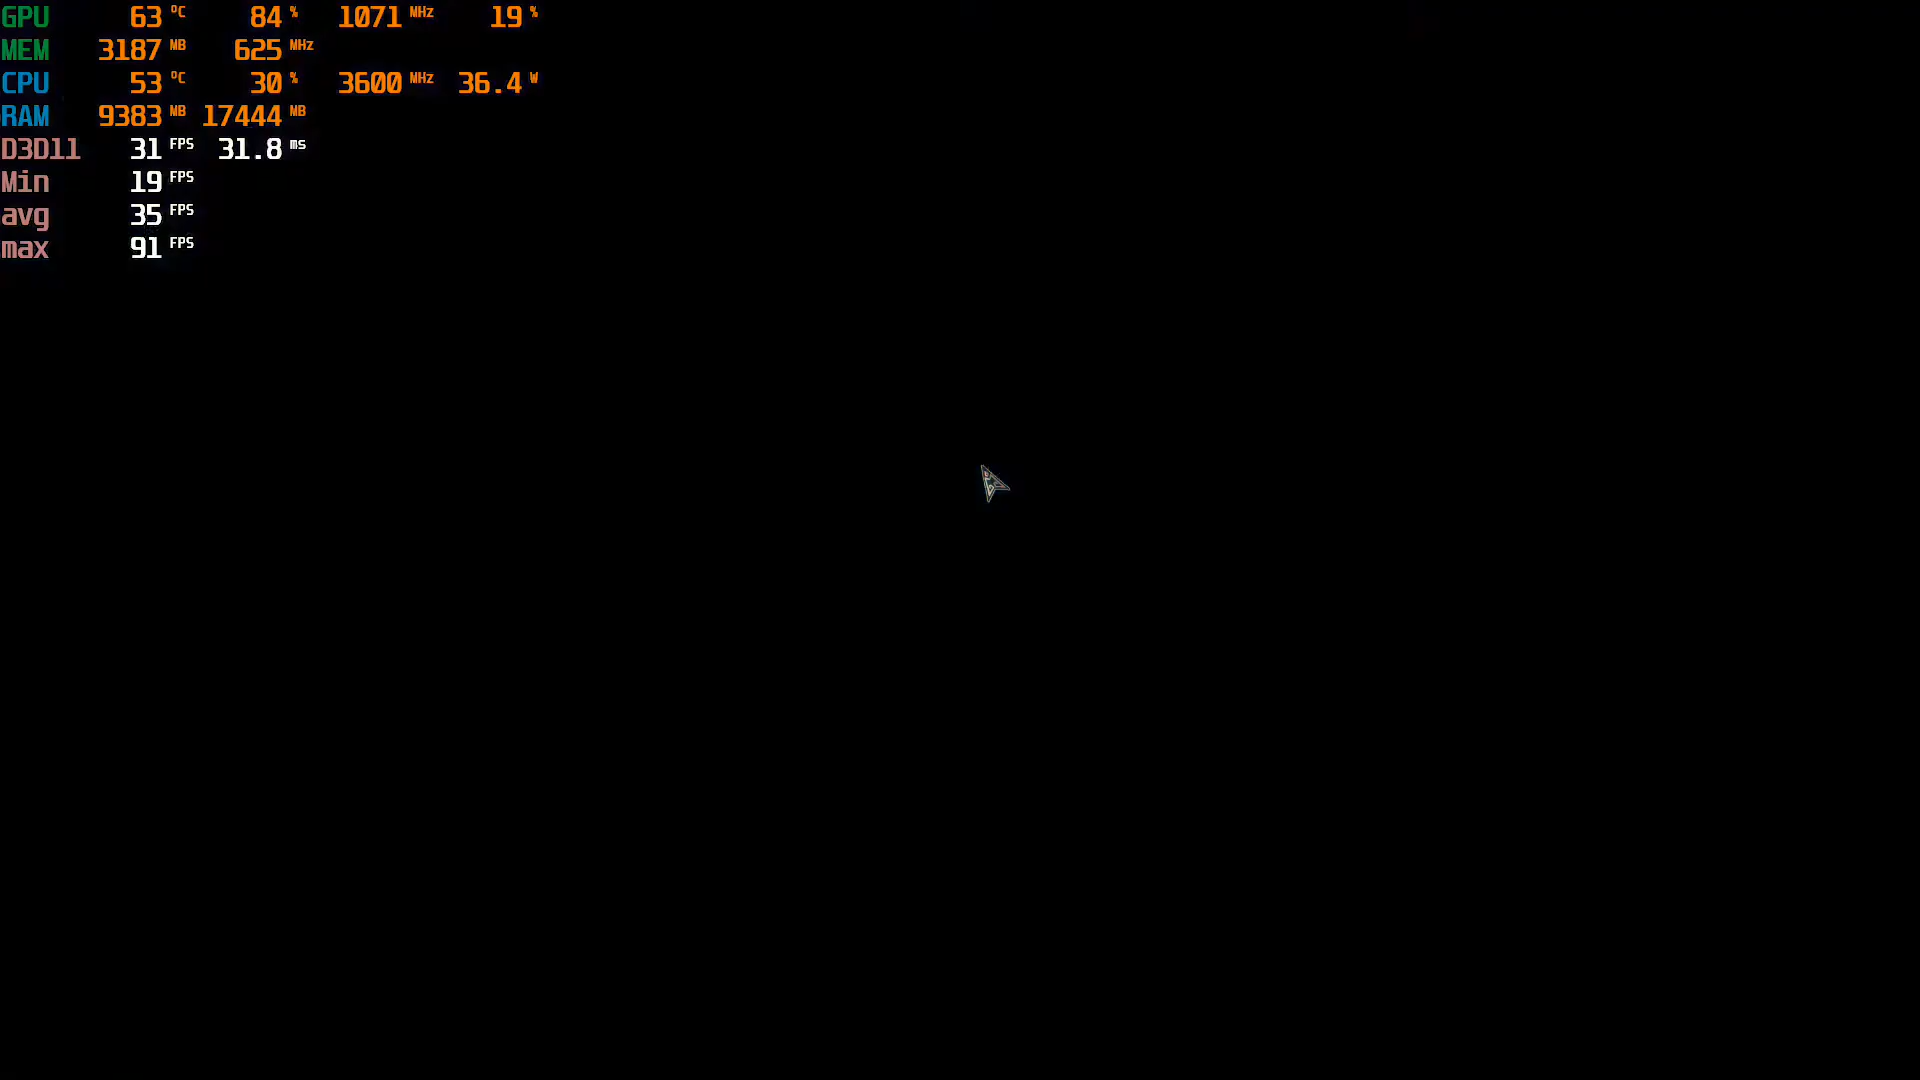 GPU 63 °C 84 % 1071 MHz 19 %
MEM 3187 MB 625 MHz
CPU 53 °C 30 % 3600 MHz 36.4 W
RAM 9383 MB 17444 MB
D3D11 31 FPS 31.8 ms
Min 19 FPS
avg 35 FPS
max 91 FPS